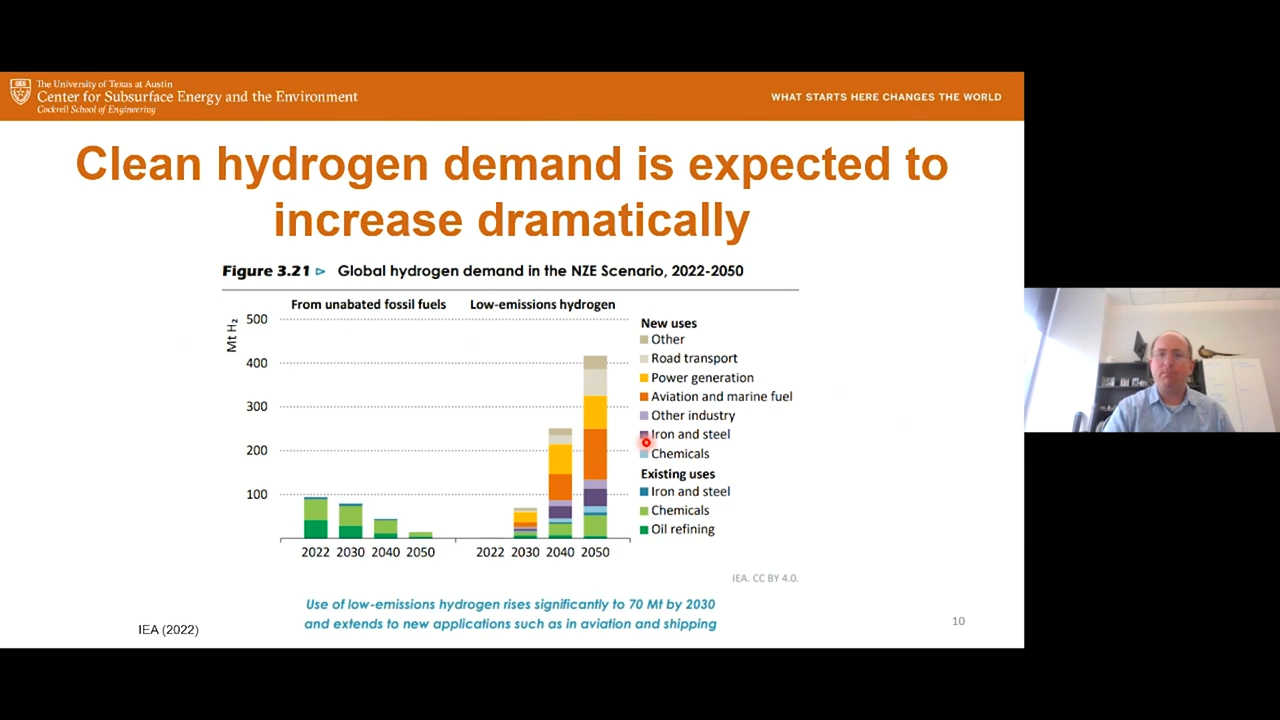 The University of Texas at Austin
Center for Subsurface Energy and the Environment
Cockrell School of Engineering
WHAT STARTS HERE CHANGES THE WORLD
Clean hydrogen demand is expected to
increase dramatically
Figure 3.21 ▻ Global hydrogen demand in the NZE Scenario, 2022-2050
From unabated fossil fuels
Low-emissions hydrogen
Mt H₂
500
400
300
200
100
2022 2030 2040 2050 2022 2030 2040 2050
New uses
Other
Road transport
Power generation
Aviation and marine fuel
Other industry
Iron and steel
Chemicals
Existing uses
Iron and steel
Chemicals
Oil refining
IEA. CC BY 4.0.
Use of low-emissions hydrogen rises significantly to 70 Mt by 2030
and extends to new applications such as in aviation and shipping
IEA (2022)
10